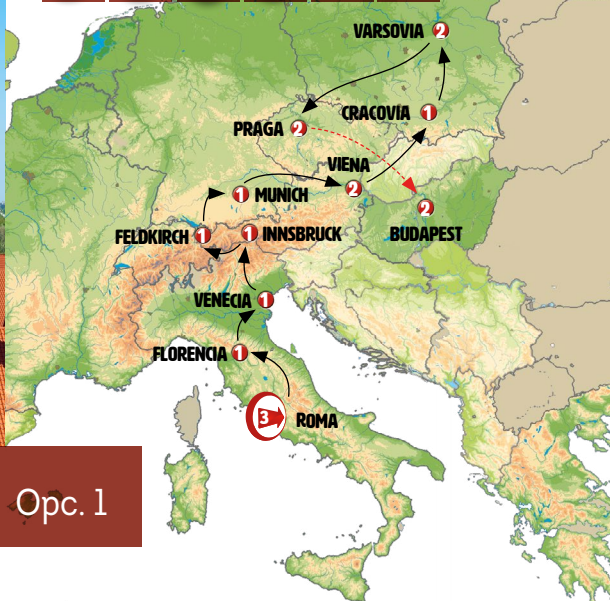 VARSOVIA 2
CRACOVIA 1
PRAGA 2
VIENA
2
1 MUNICH
2
BUDAPEST
FELDKIRCH 1
1 INNSBRUCK
VENECIA 1
FLORENCIA 1
3 ROMA
Opc. 1